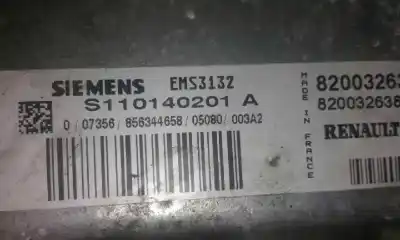 SIEMENS EMS3132
S110140201 A
0 / 07356 / 856344658 / 05080 / 003A2
MADE IN FRANCE
82003263
820032638
RENAULT